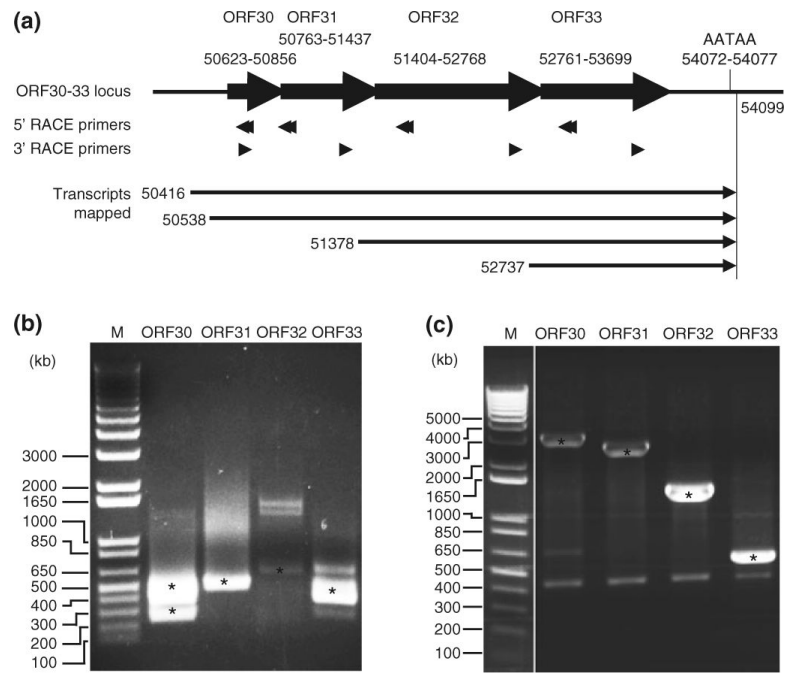 (a)
ORF30 ORF31 ORF32 ORF33
50763-51437
50623-50856 51404-52768 52761-53699
AATAA
54072-54077
ORF30-33 locus
54099
5' RACE primers
3' RACE primers
Transcripts mapped
50416
50538
51378
52737
(b)
M ORF30 ORF31 ORF32 ORF33
(kb)
3000
2000
1650
1000
850
650
500
400
300
200
100
* * * * *
(c)
M ORF30 ORF31 ORF32 ORF33
(kb)
5000
4000
3000
2000
1650
1000
850
650
500
400
300
200
100
* * * *